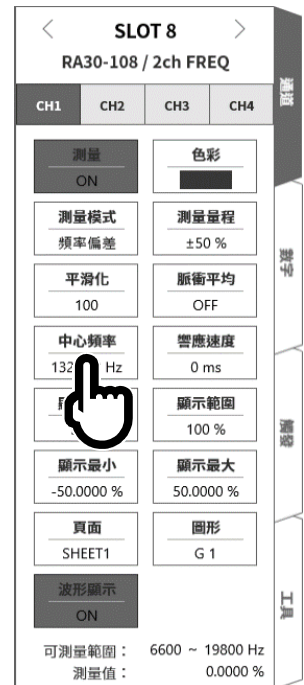 SLOT 8
RA30-108 / 2ch FREQ
CH1 CH2 CH3 CH4
測量 色彩
ON
測量模式 測量量程
頻率偏差 ±50 %
平滑化 脈衝平均
100 OFF
中心頻率 響應速度
132 Hz 0 ms
顯示範圍
100 %
顯示最小 顯示最大
-50.0000 % 50.0000 %
頁面 圖形
SHEET1 G 1
波形顯示
ON
可測量範圍： 6600 ~ 19800 Hz
測量值： 0.0000 %
通道
數字
觸發
工具